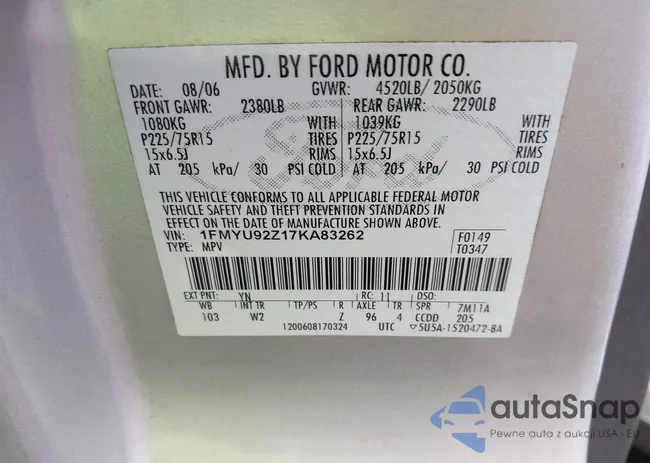 MFD. BY FORD MOTOR CO.
DATE: 08/06 GVWR: 4520LB/ 2050KG
FRONT GAWR: 2380LB REAR GAWR: 2290LB
1080KG WITH 1039KG WITH
P225/75R15 TIRES P225/75R15 TIRES
15x6.5J RIMS 15x6.5J RIMS
AT 205 kPa/ 30 PSI COLD AT 205 kPa/ 30 PSI COLD
THIS VEHICLE CONFORMS TO ALL APPLICABLE FEDERAL MOTOR
VEHICLE SAFETY AND THEFT PREVENTION STANDARDS IN
EFFECT ON THE DATE OF MANUFACTURE SHOWN ABOVE.
VIN: 1FMYU92Z17KA83262 F0149
TYPE: MPV T0347
EXT PNT: YN RC: 11 DSO:
WB INT TR TP/PS R AXLE TR SPR 7M11A
103 W2 Z 96 4 CCDD 205
1200608170324 UTC ▽5U5A-1520472-BA
Ford
autaSnap
Pewne auta z aukcji USA i EU